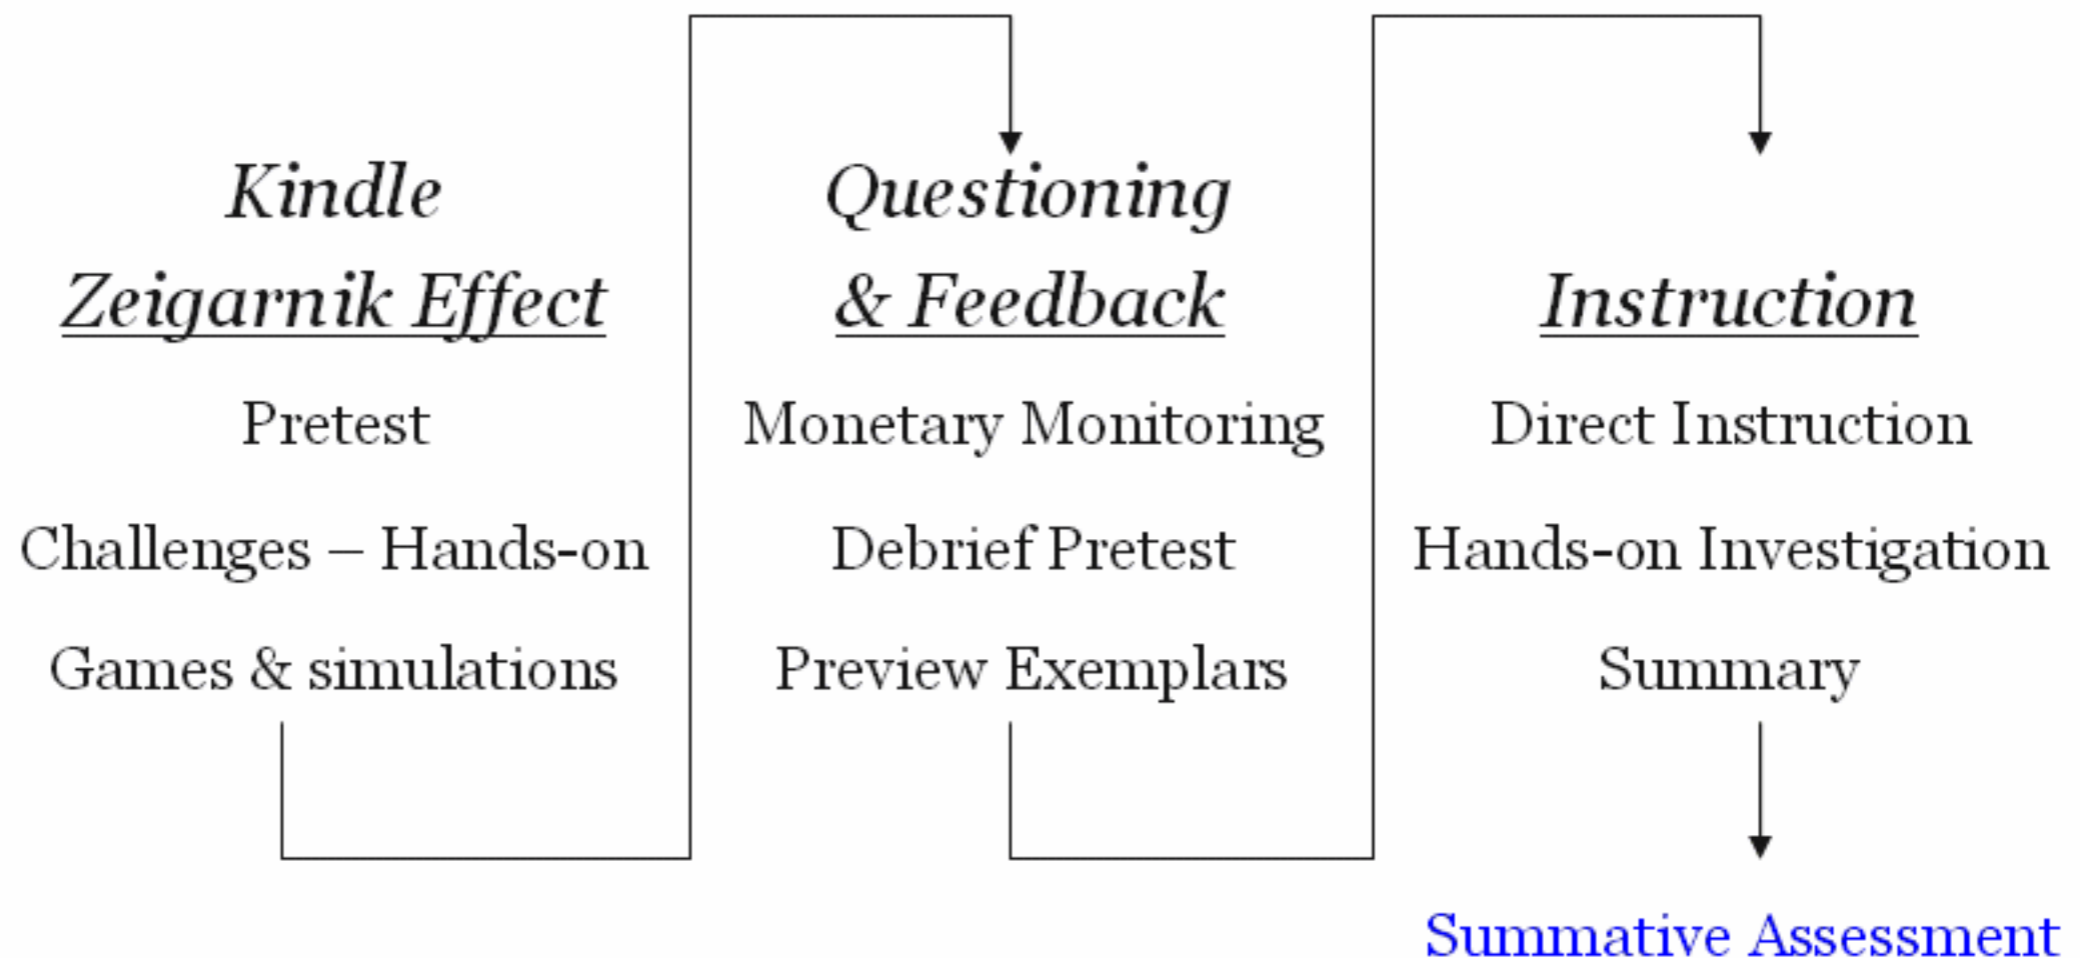 Kindle
Zeigarnik Effect
Pretest
Challenges – Hands-on
Games & simulations
Questioning
& Feedback
Monetary Monitoring
Debrief Pretest
Preview Exemplars
Instruction
Direct Instruction
Hands-on Investigation
Summary
Summative Assessment